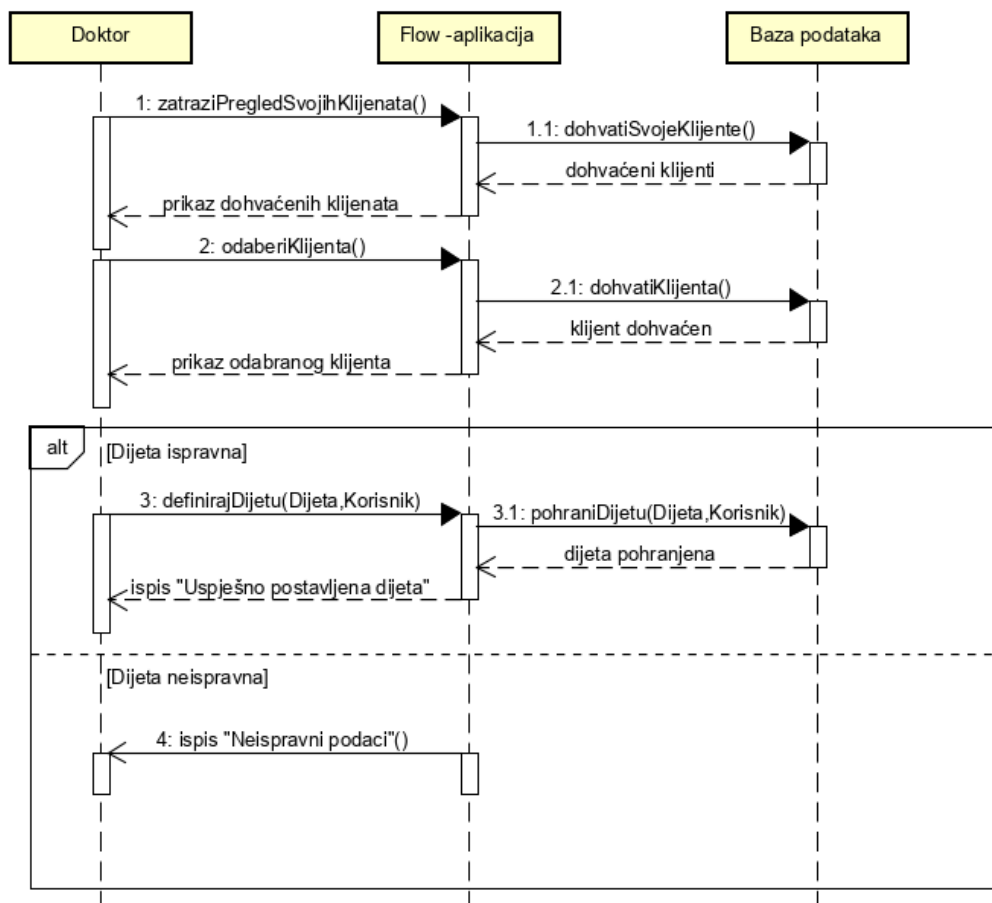 Doktor
Flow -aplikacija
Baza podataka
1: zatraziPregledSvojihKlijenata()
1.1: dohvatiSvojeKlijente()
dohvaćeni klijenti
prikaz dohvaćenih klijenata
2: odaberiKlijenta()
2.1: dohvatiKlijenta()
klijent dohvaćen
prikaz odabranog klijenta
alt
[Dijeta ispravna]
3: definirajDijetu(Dijeta,Korisnik)
3.1: pohraniDijetu(Dijeta,Korisnik)
dijeta pohranjena
ispis "Uspješno postavljena dijeta"
[Dijeta neispravna]
4: ispis "Neispravni podaci"()